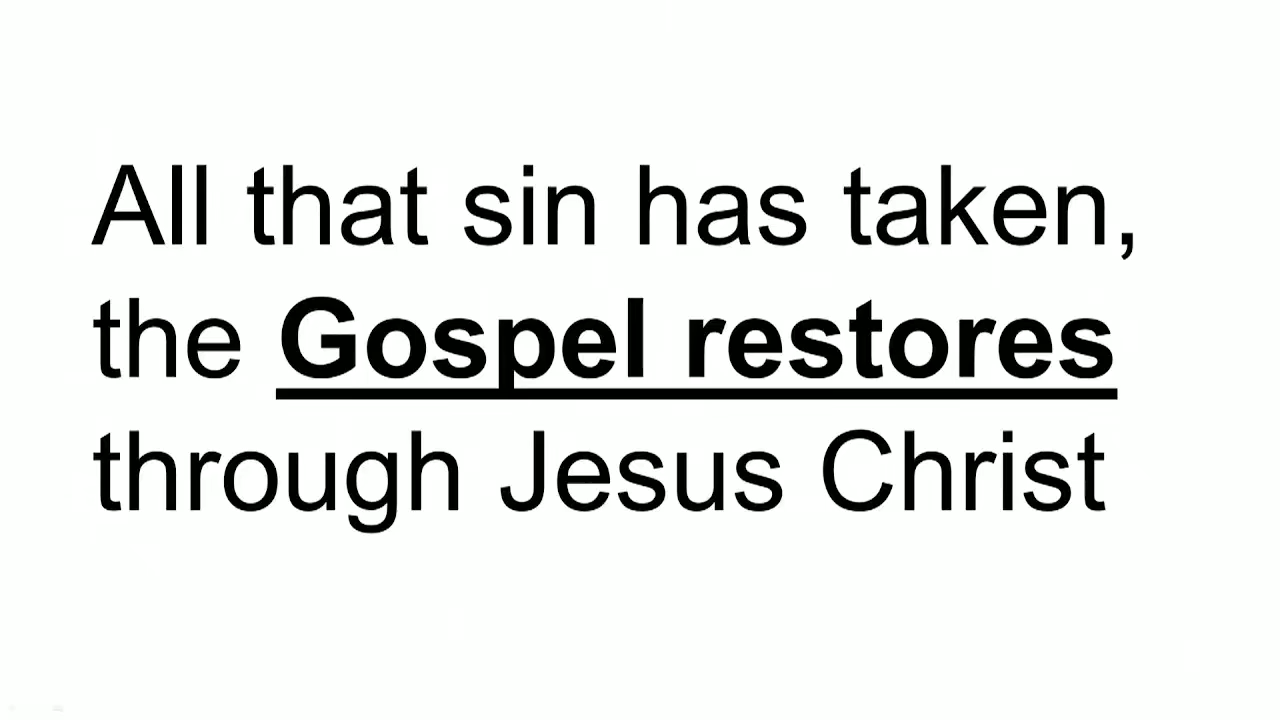 All that sin has taken,
the Gospel restores
through Jesus Christ